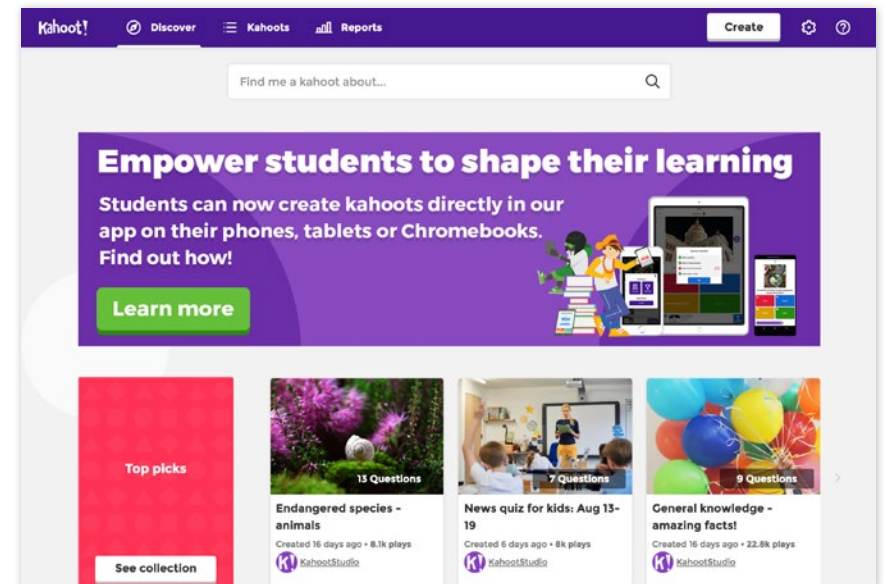 Kahoot!
Discover
Kahoots
Reports
Create
Find me a kahoot about...
Empower students to shape their learning
Students can now create kahoots directly in our
app on their phones, tablets or Chromebooks.
Find out how!
Learn more
Top picks
See collection
13 Questions
Endangered species -
animals
Created 16 days ago • 8.1k plays
K!
KahootStudio
7 Questions
News quiz for kids: Aug 13-
19
Created 6 days ago • 8k plays
K!
KahootStudio
9 Questions
General knowledge -
amazing facts!
Created 16 days ago • 22.8k plays
K!
KahootStudio